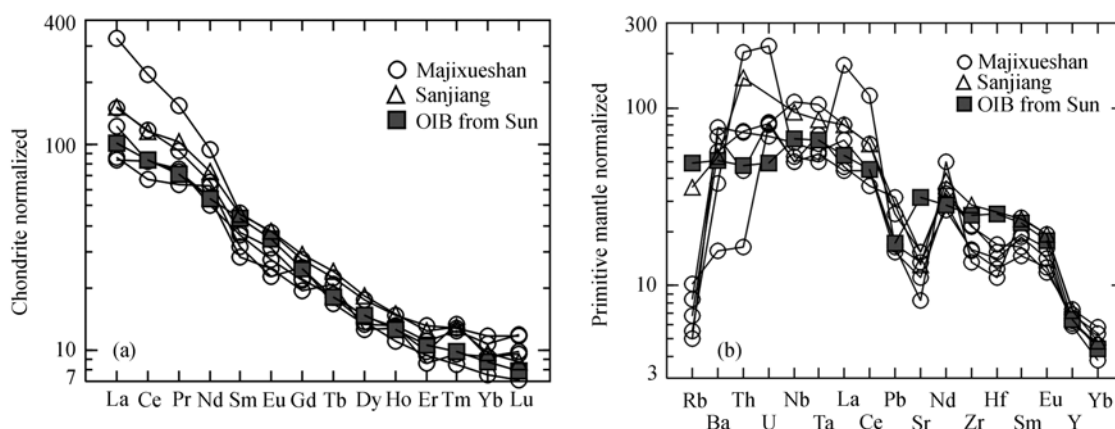 400
100
10
7
Chondrite normalized
Majixueshan
Sanjiang
OIB from Sun
(a)
La Ce Pr Nd Sm Eu Gd Tb Dy Ho Er Tm Yb Lu
300
100
10
3
Primitive mantle normalized
Majixueshan
Sanjiang
OIB from Sun
(b)
Rb Th Nb La Pb Nd Hf Eu Yb
Ba U Ta Ce Sr Zr Sm Y